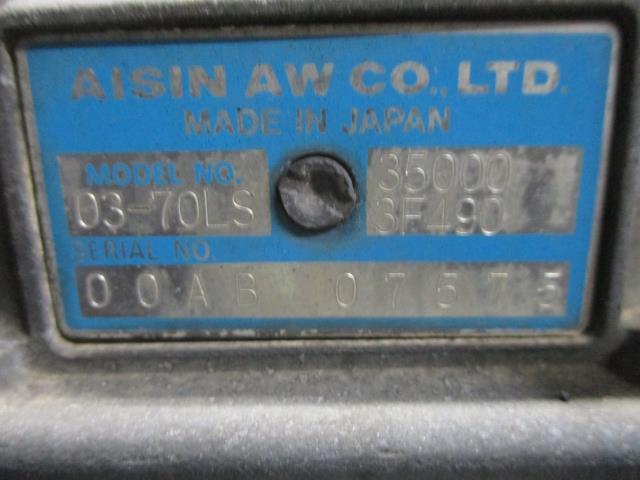 AISIN AW CO., LTD.
MADE IN JAPAN
MODEL NO.
03-70LS
35000
3F490
SERIAL NO.
00AB 07575